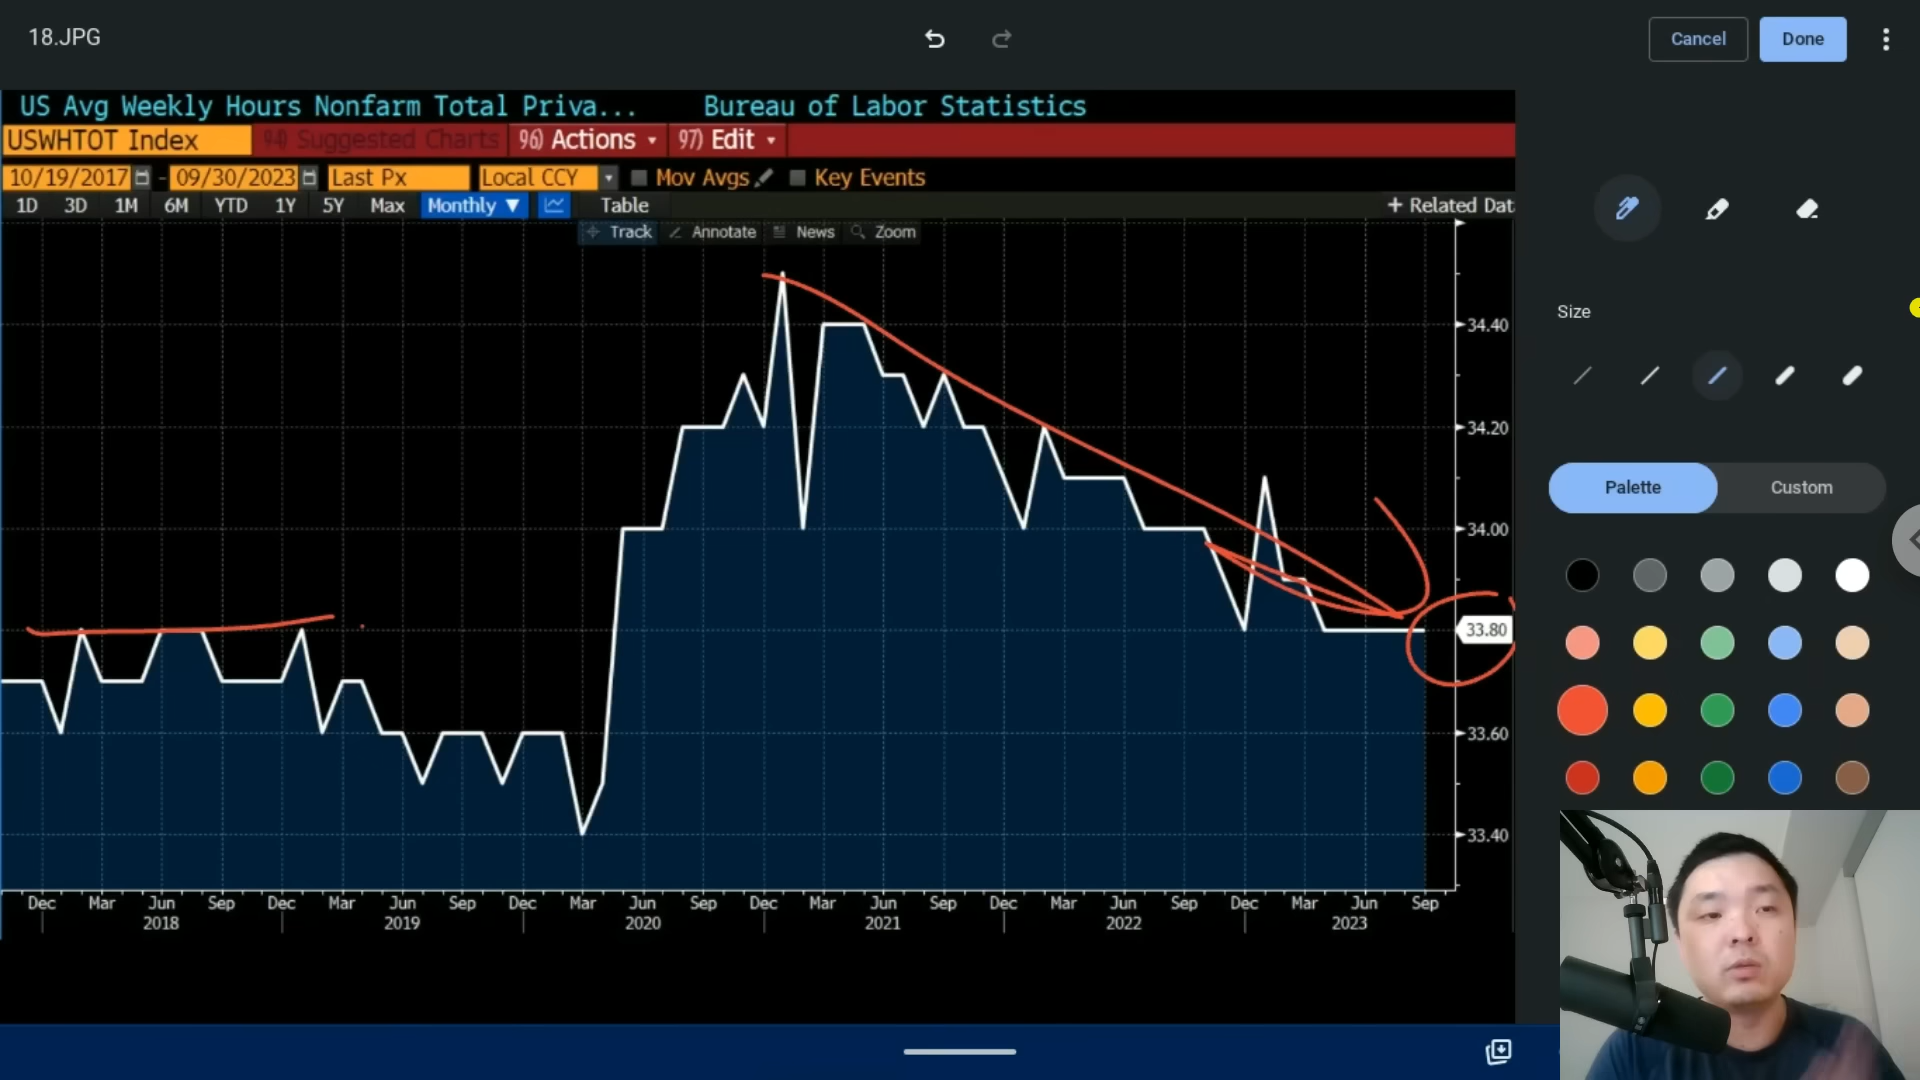 18.JPG
Cancel
Done
US Avg Weekly Hours Nonfarm Total Priva... Bureau of Labor Statistics
USWHTOT Index 94) Suggested Charts 96) Actions 97) Edit
10/19/2017 - 09/30/2023 Last Px Local CCY Mov Avgs Key Events
1D 3D 1M 6M YTD 1Y 5Y Max Monthly ▼ Table + Related Dat
Track Annotate News Zoom
Size
34.40
34.20
Palette Custom
34.00
33.80
33.60
33.40
Dec Mar Jun Sep Dec Mar Jun Sep Dec Mar Jun Sep Dec Mar Jun Sep Dec Mar Jun Sep Dec Mar Jun Sep
2018 2019 2020 2021 2022 2023